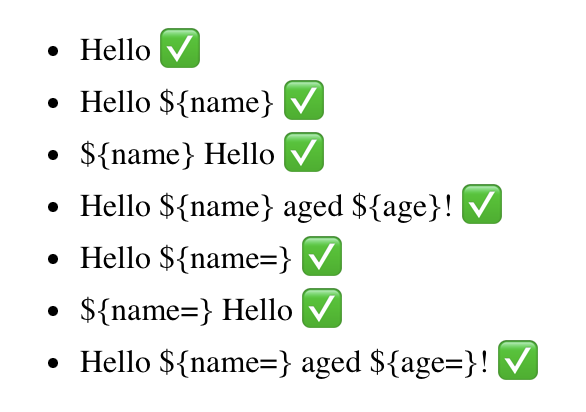 • Hello ✅
• Hello ${name} ✅
• ${name} Hello ✅
• Hello ${name} aged ${age}! ✅
• Hello ${name=} ✅
• ${name=} Hello ✅
• Hello ${name=} aged ${age=}! ✅